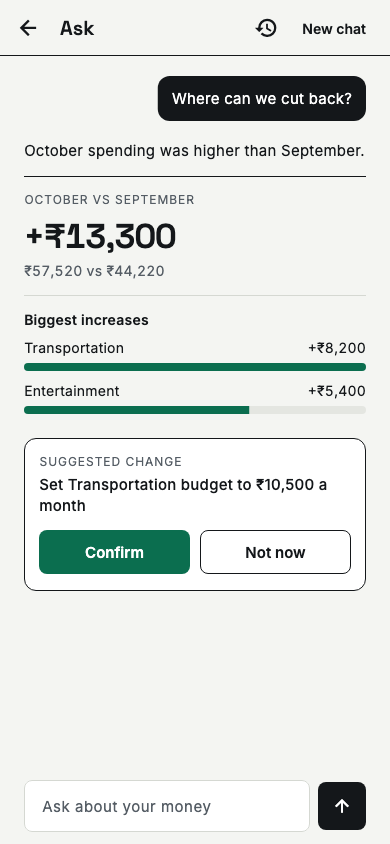 Ask
New chat
Where can we cut back?
October spending was higher than September.
OCTOBER VS SEPTEMBER
+₹13,300
₹57,520 vs ₹44,220
Biggest increases
Transportation +₹8,200
Entertainment +₹5,400
SUGGESTED CHANGE
Set Transportation budget to ₹10,500 a
month
Confirm Not now
Ask about your money